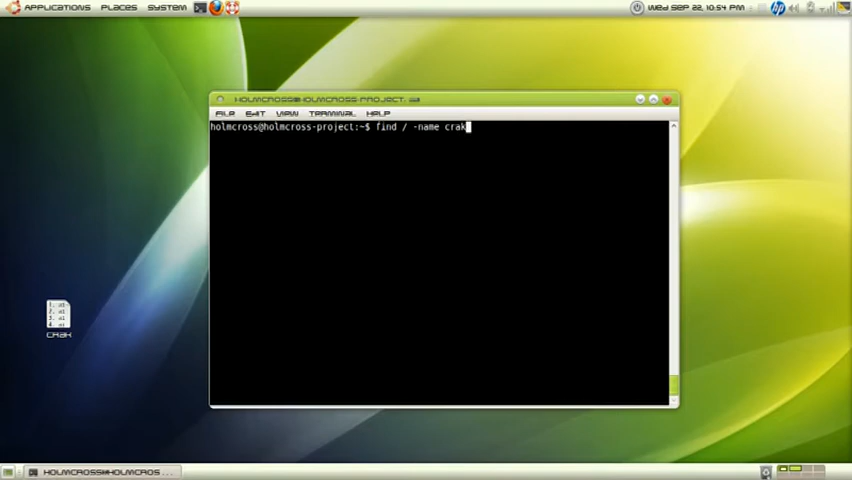 Applications Places System
Wed Sep 22, 10:54 PM
holmcross@holmcross-project: ~
File Edit View Terminal Help
holmcross@holmcross-project:~$ find / -name crak
crak
holmcross@holmcros...